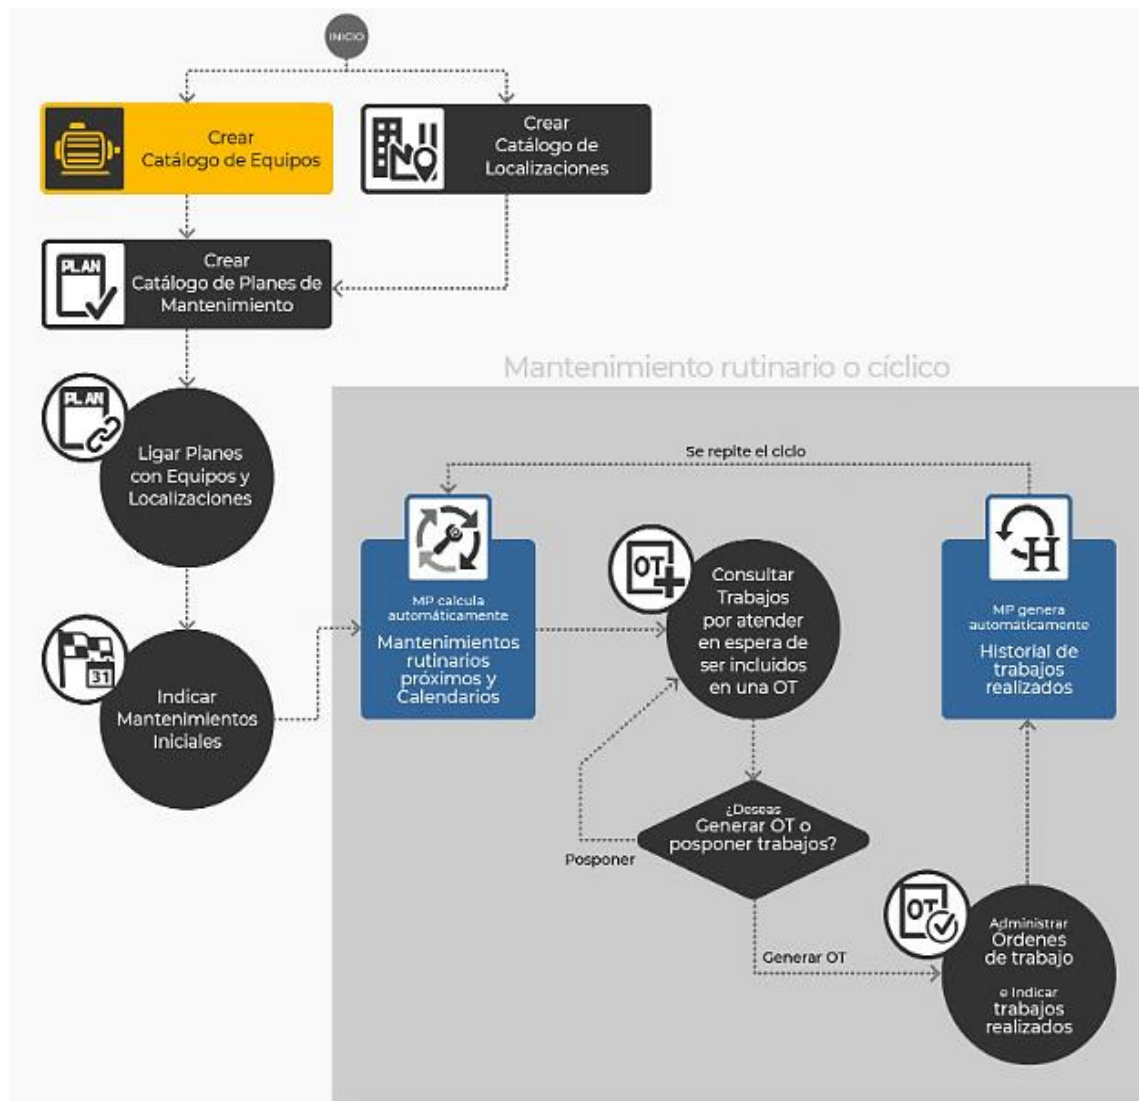 INICIO
Crear
Catálogo de Equipos
Crear
Catálogo de
Localizaciones
PLAN
Crear
Catálogo de Planes de
Mantenimiento
Mantenimiento rutinario o cíclico
PLAN
Ligar Planes
con Equipos y
Localizaciones
31
Indicar
Mantenimientos
Iniciales
Se repite el ciclo
MP calcula
automáticamente
Mantenimientos
rutinarios
próximos y
Calendarios
OT
Consultar
Trabajos
por atender
en espera de
ser incluidos
en una OT
H
MP genera
automáticamente
Historial de
trabajos
realizados
¿Deseas
Generar OT o
posponer trabajos?
Posponer
Generar OT
OT
Administrar
Órdenes
de trabajo
e Indicar
trabajos
realizados